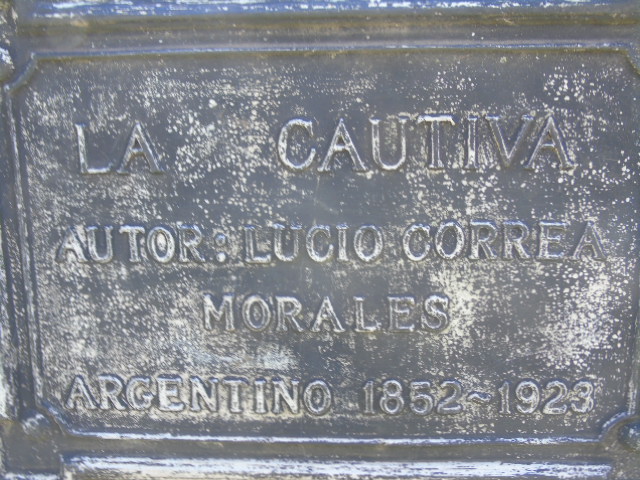 LA CAUTIVA
AUTOR: LUCIO CORREA
MORALES
ARGENTINO 1852~1923